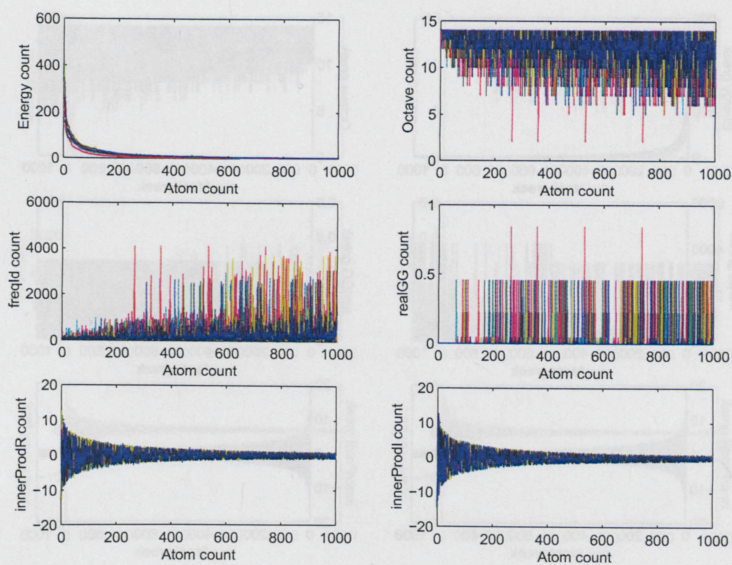 600
400
200
0
0 200 400 600 800 1000
Energy count
Atom count
15
10
5
0
0 200 400 600 800 1000
Octave count
Atom count
6000
4000
2000
0
0 200 400 600 800 1000
freqId count
Atom count
1
0.5
0
0 200 400 600 800 1000
realGG count
Atom count
20
10
0
−10
−20
0 200 400 600 800 1000
innerProdR count
Atom count
20
10
0
−10
−20
0 200 400 600 800 1000
innerProdI count
Atom count